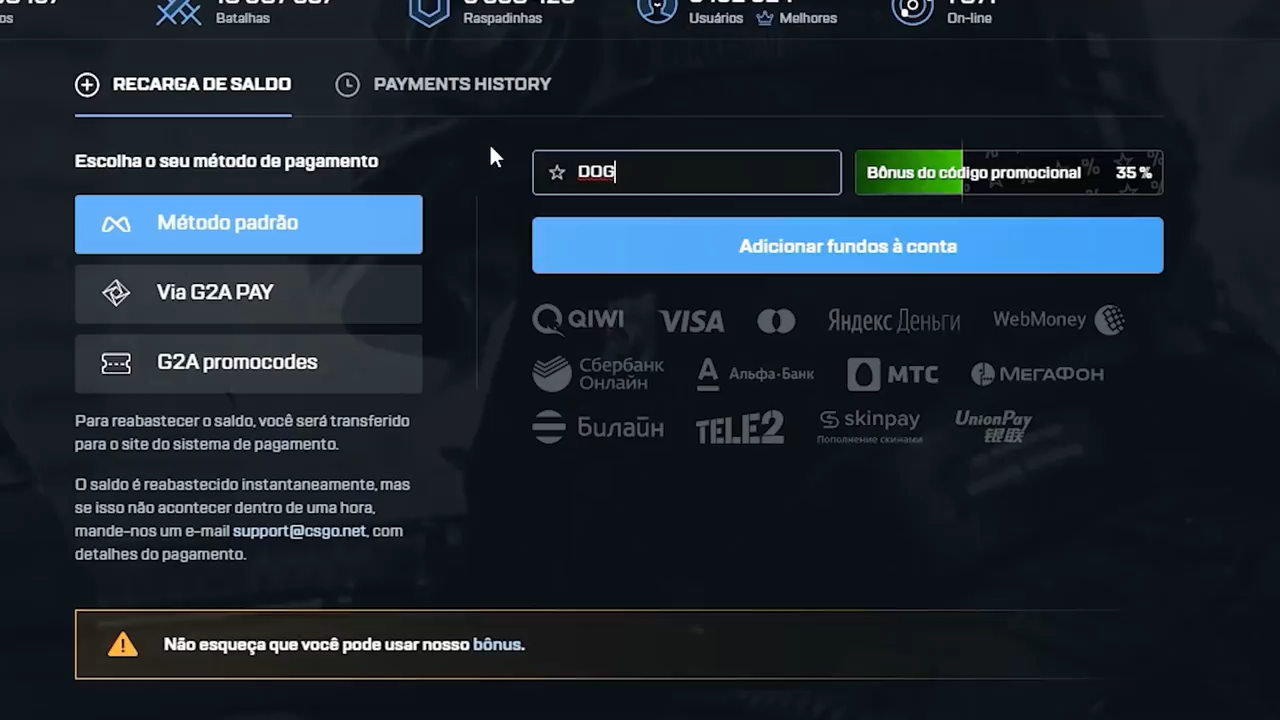 Batalhas
Raspadinhas
Usuários
Melhores
On-line
RECARGA DE SALDO
PAYMENTS HISTORY
Escolha o seu método de pagamento
DOG
Bônus do código promocional
35 %
Método padrão
Adicionar fundos à conta
Via G2A PAY
QIWI
VISA
Яндекс Деньги
WebMoney
G2A promocodes
Сбербанк
Онлайн
Альфа·Банк
МТС
МЕГАФОН
Para reabastecer o saldo, você será transferido
para o site do sistema de pagamento.
Билайн
TELE2
skinpay
Пополнение скинами
UnionPay
银联
O saldo é reabastecido instantaneamente, mas
se isso não acontecer dentro de uma hora,
mande-nos um e-mail support@csgo.net, com
detalhes do pagamento.
Não esqueça que você pode usar nosso bônus.